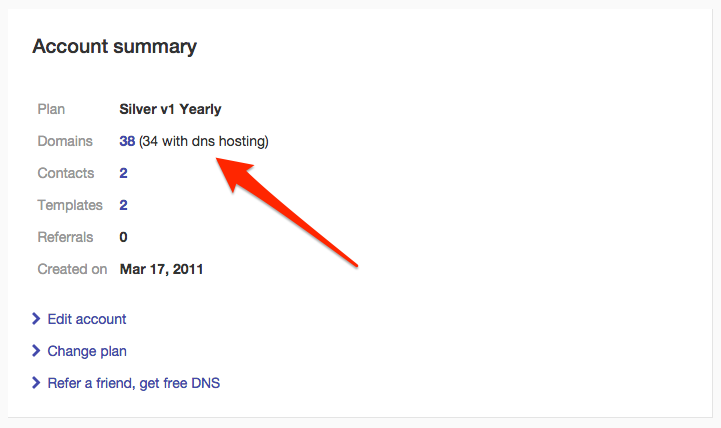 Account summary
Plan Silver v1 Yearly
Domains 38 (34 with dns hosting)
Contacts 2
Templates 2
Referrals 0
Created on Mar 17, 2011
Edit account
Change plan
Refer a friend, get free DNS